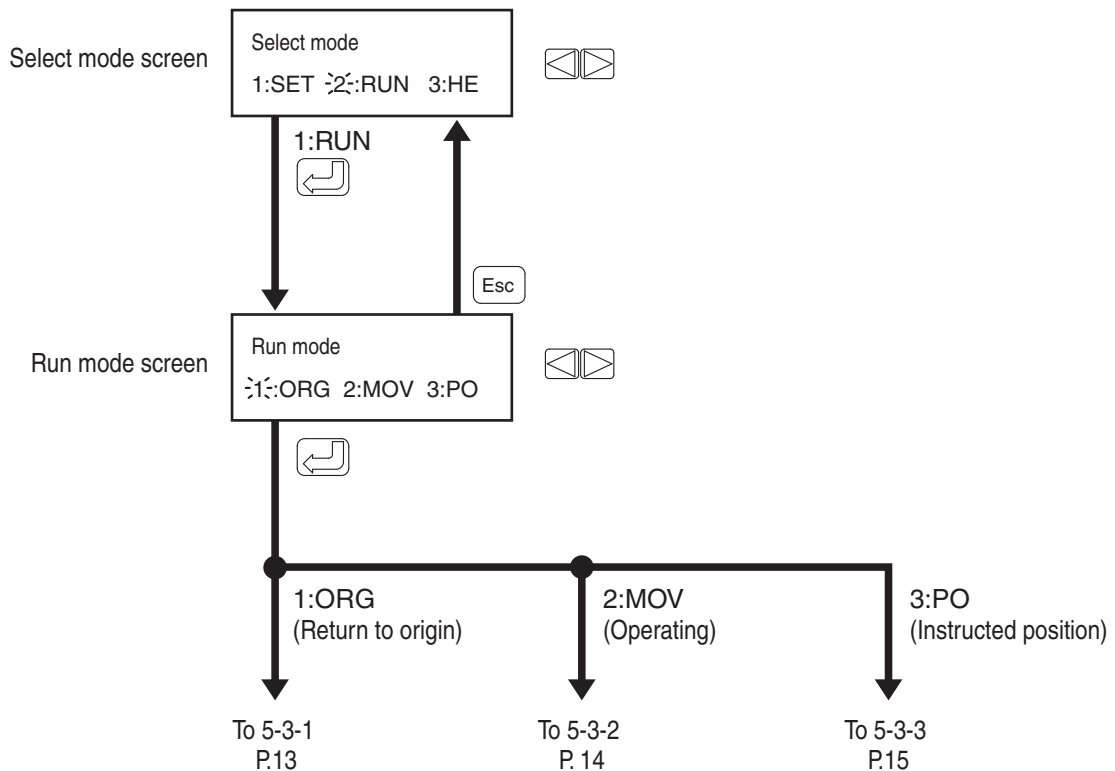 Select mode screen
Select mode
1:SET 2:RUN 3:HE
1:RUN
Esc
Run mode screen
Run mode
1:ORG 2:MOV 3:PO
1:ORG
(Return to origin)
2:MOV
(Operating)
3:PO
(Instructed position)
To 5-3-1
P.13
To 5-3-2
P. 14
To 5-3-3
P.15